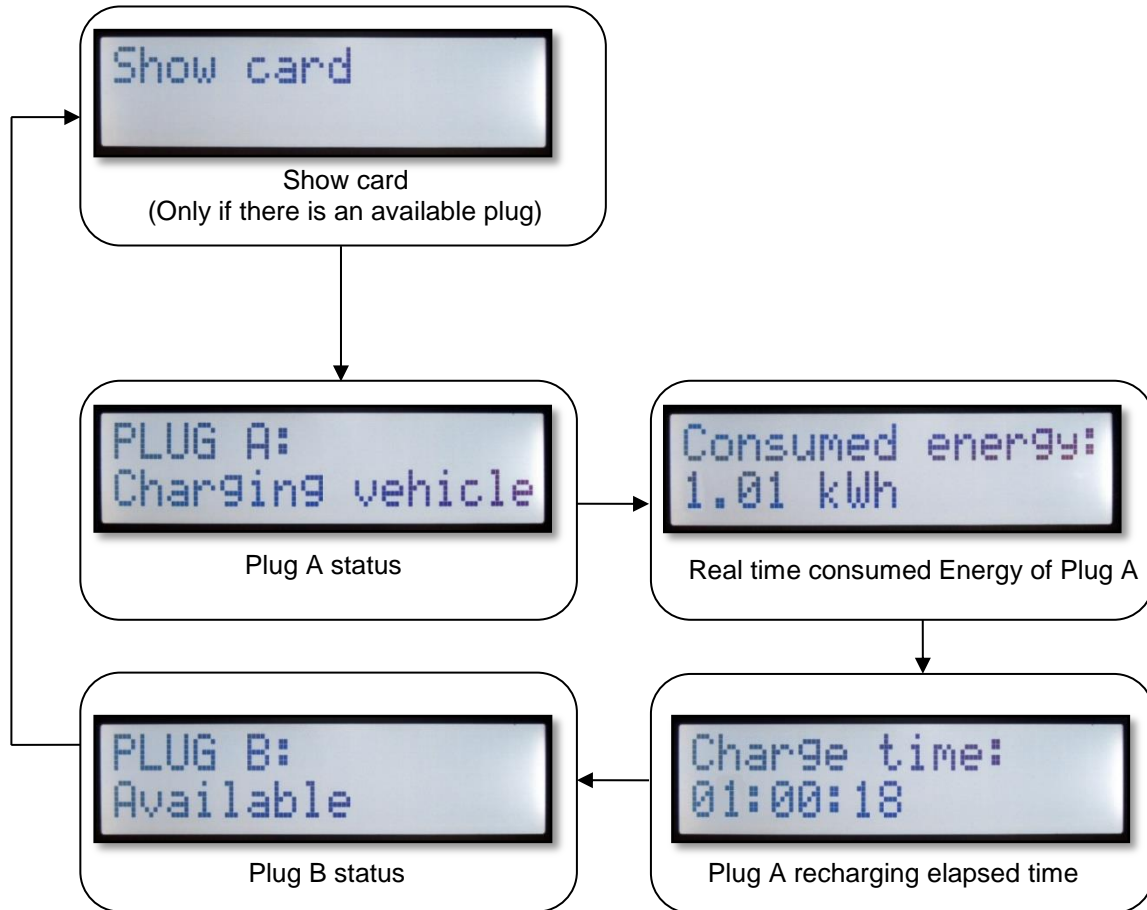 Show card
Show card
(Only if there is an available plug)
PLUG A:
Charging vehicle
Plug A status
Consumed energy:
1.01 kWh
Real time consumed Energy of Plug A
Charge time:
01:00:18
Plug A recharging elapsed time
PLUG B:
Available
Plug B status